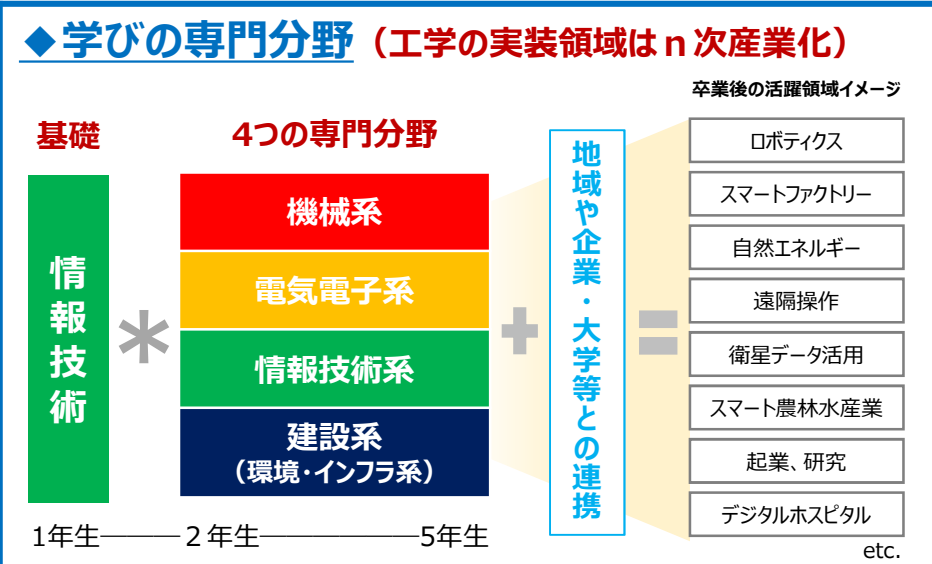 ◆学びの専門分野（工学の実装領域はｎ次産業化）
卒業後の活躍領域イメージ
基礎
4つの専門分野
情報技術
*
機械系
電気電子系
情報技術系
建設系
（環境・インフラ系）
+
地域や企業・大学等との連携
=
ロボティクス
スマートファクトリー
自然エネルギー
遠隔操作
衛星データ活用
スマート農林水産業
起業、研究
デジタルホスピタル
etc.
1年生―――２年生――――――5年生